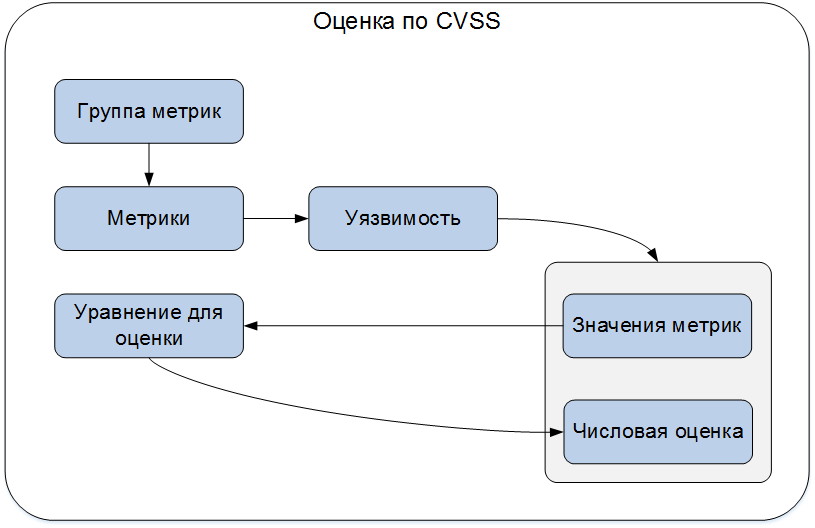 Оценка по CVSS
Группа метрик
Метрики
Уязвимость
Уравнение для
оценки
Значения метрик
Числовая оценка